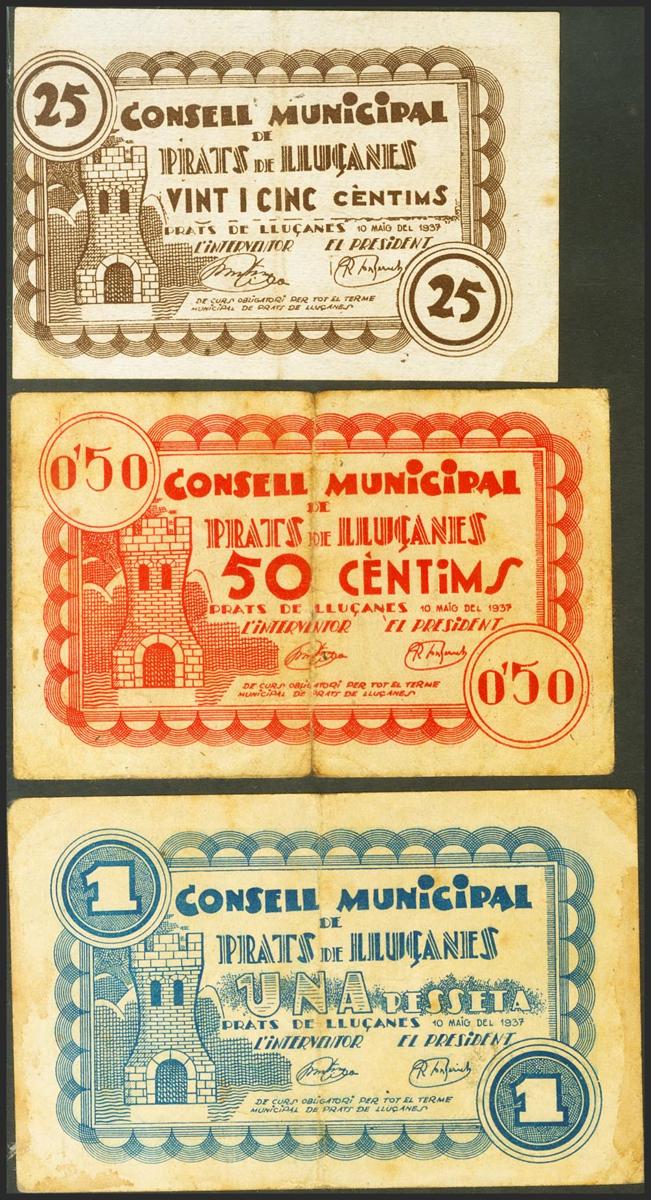 25
CONSELL MUNICIPAL
DE
PRATS DE LLUÇANES
VINT I CINC CÈNTIMS
PRATS DE LLUÇANES 10 MAIG DEL 1937
L'INTERVENTOR EL PRESIDENT
DE CURS OBLIGATORI PER TOT EL TERME
MUNICIPAL DE PRATS DE LLUÇANES
25
0'50
CONSELL MUNICIPAL
DE
PRATS DE LLUÇANES
50 CÈNTIMS
PRATS DE LLUÇANES 10 MAIG DEL 1937
L'INTERVENTOR EL PRESIDENT
DE CURS OBLIGATORI PER TOT EL TERME
MUNICIPAL DE PRATS DE LLUÇANES
0'50
1
CONSELL MUNICIPAL
DE
PRATS DE LLUÇANES
UNA PESSETA
PRATS DE LLUÇANES 10 MAIG DEL 1937
L'INTERVENTOR EL PRESIDENT
DE CURS OBLIGATORI PER TOT EL TERME
MUNICIPAL DE PRATS DE LLUÇANES
1